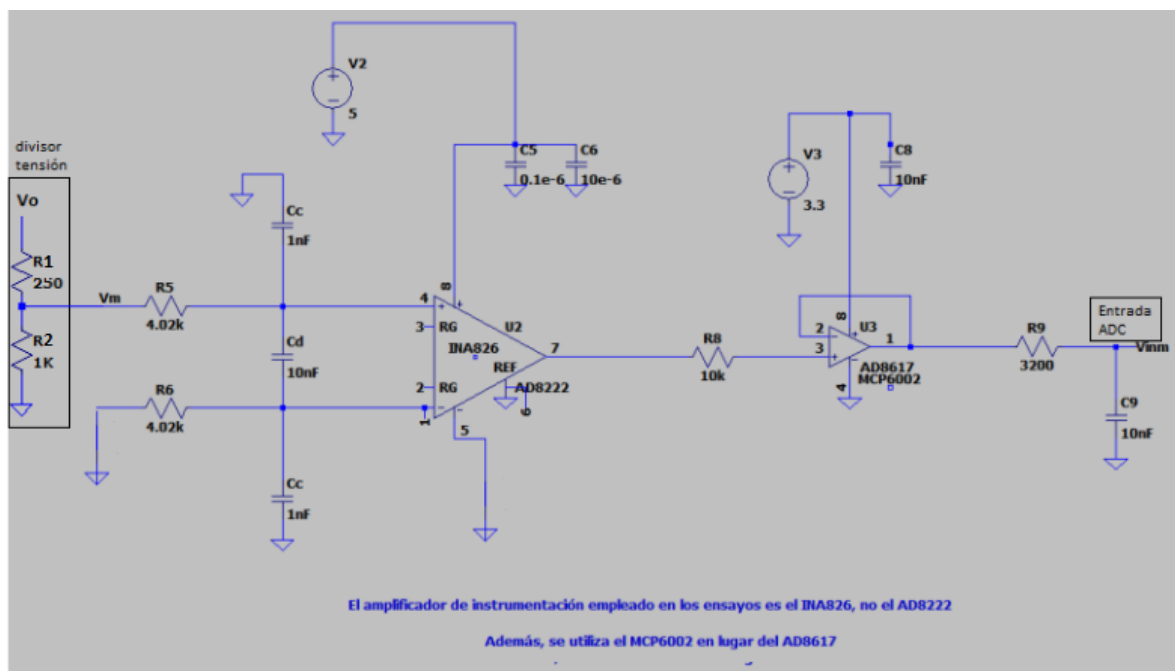 V2
5
divisor
tensión
Vo
R1
250
R2
1K
Vm
R5
4.02k
R6
4.02k
Cc
1nF
Cd
10nF
Cc
1nF
C5
0.1e-6
C6
10e-6
8
4
3
RG
U2
INA826
REF
7
2
RG
AD8222
6
1
5
V3
3.3
C8
10nF
R8
10k
8
2
U3
1
3
AD8617
MCP6002
4
R9
3200
Entrada
ADC
Vinm
C9
10nF
El amplificador de instrumentación empleado en los ensayos es el INA826, no el AD8222
Además, se utiliza el MCP6002 en lugar del AD8617